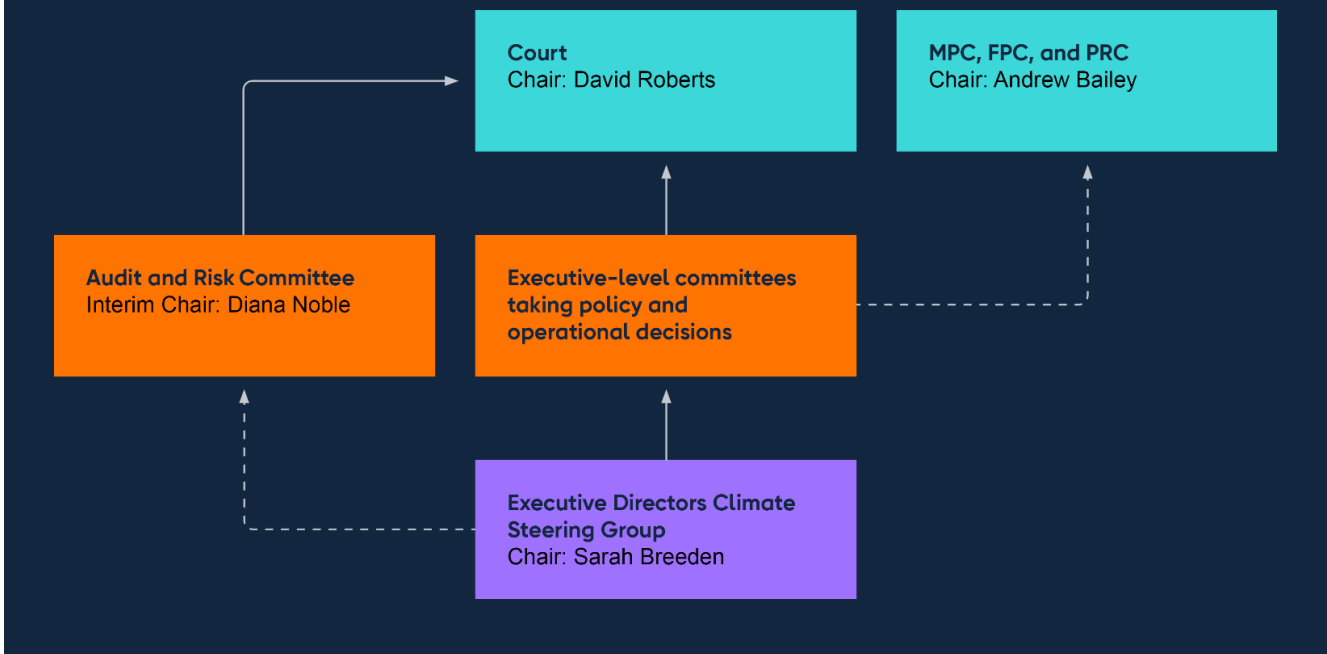 Court
Chair: David Roberts
MPC, FPC, and PRC
Chair: Andrew Bailey
Audit and Risk Committee
Interim Chair: Diana Noble
Executive-level committees
taking policy and
operational decisions
Executive Directors Climate
Steering Group
Chair: Sarah Breeden